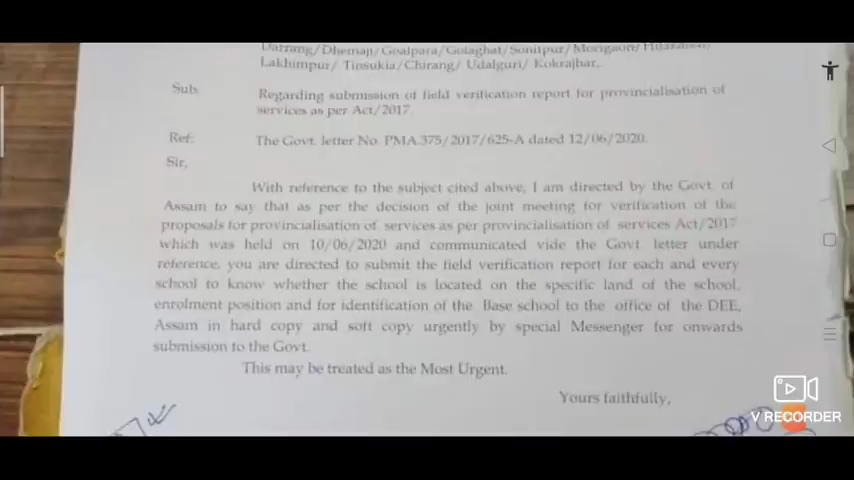 Darrang/Dhemaji/Goalpara/Golaghat/Sonitpur/Morigaon/Hailakandi/
Lakhimpur/ Tinsukia/Chirang/ Udalguri/ Kokrajhar,
Sub.
Regarding submission of field verification report for provincialisation of
services as per Act/2017.
Ref:
The Govt. letter No. PMA.375/2017/625-A dated 12/06/2020.
Sir,
With reference to the subject cited above, I am directed by the Govt. of
Assam to say that as per the decision of the joint meeting for verification of the
proposals for provincialisation of services as per provincialisation of services Act/2017
which was held on 10/06/2020 and communicated vide the Govt. letter under
reference, you are directed to submit the field verification report for each and every
school to know whether the school is located on the specific land of the school,
enrolment position and for identification of the Base school to the office of the DEE,
Assam in hard copy and soft copy urgently by special Messenger for onwards
submission to the Govt.
This may be treated as the Most Urgent.
Yours faithfully,
V RECORDER